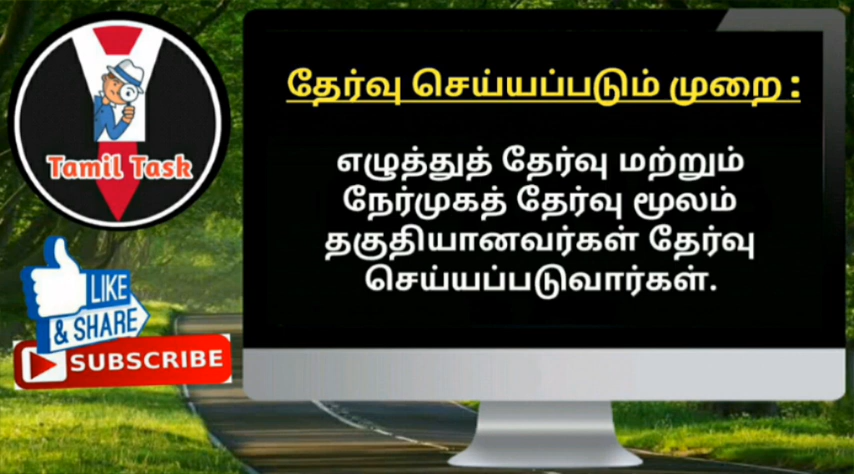 தேர்வு செய்யப்படும் முறை :
எழுத்துத் தேர்வு மற்றும்
நேர்முகத் தேர்வு மூலம்
தகுதியானவர்கள் தேர்வு
செய்யப்படுவார்கள்.
Tamil Task
LIKE
& SHARE
SUBSCRIBE